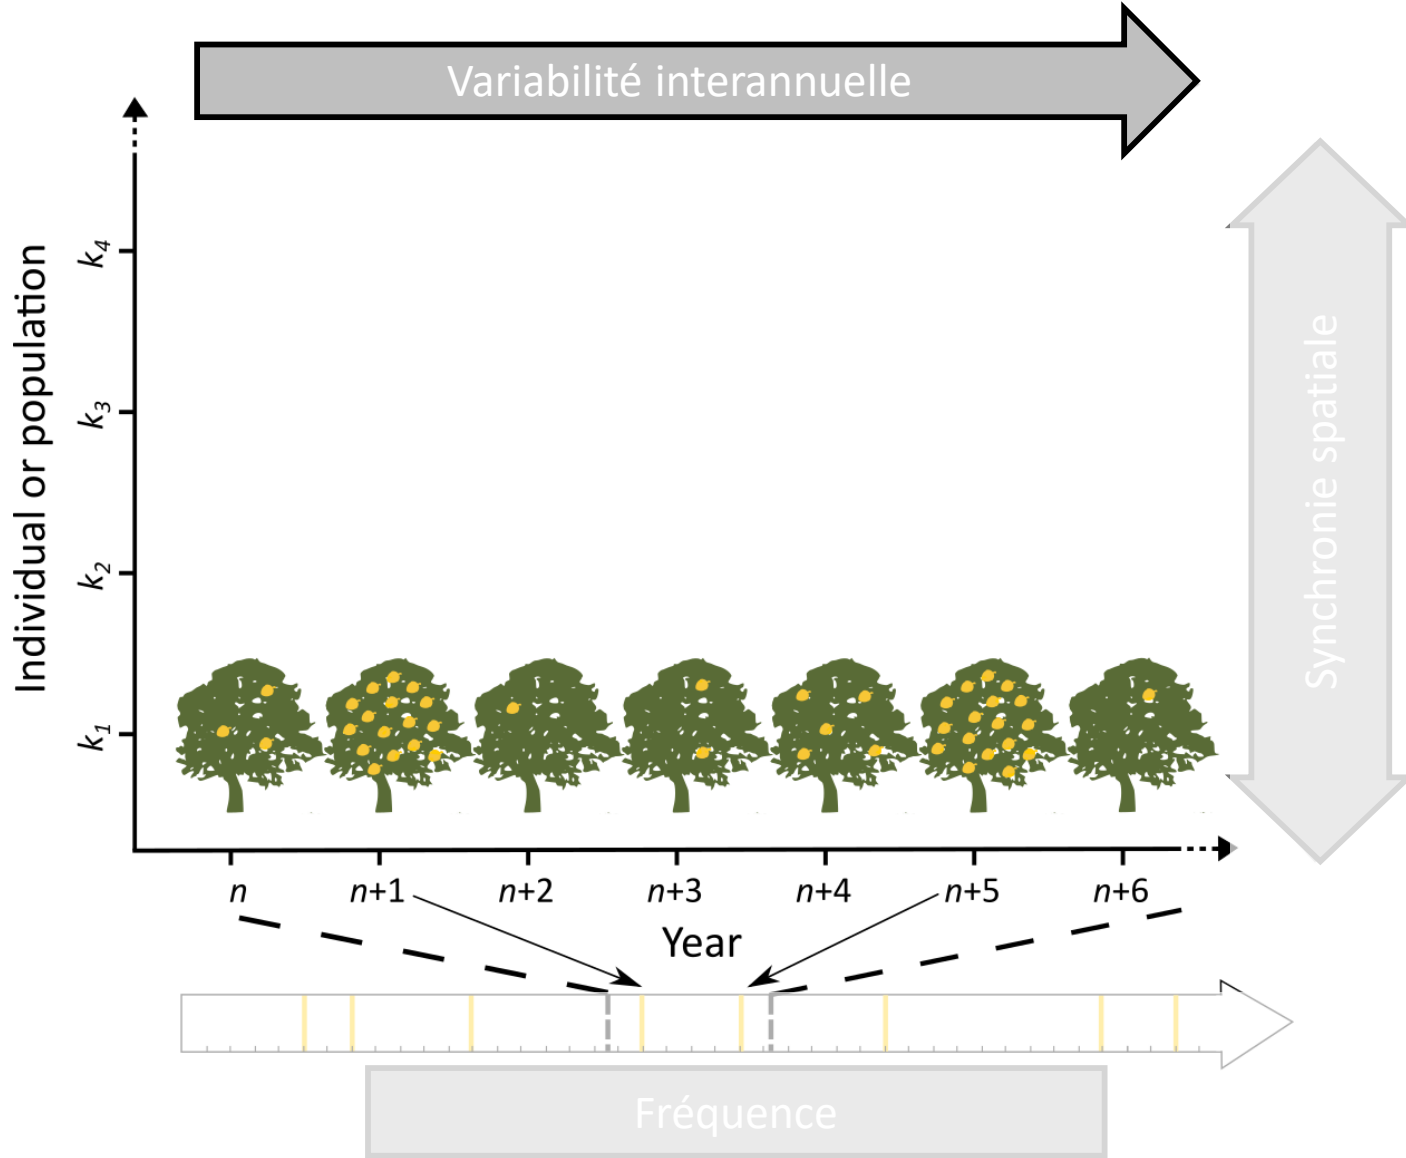 Variabilité interannuelle
Individual or population
k4
k3
k2
k1
Synchronie spatiale
n
n+1
n+2
n+3
n+4
n+5
n+6
Year
Fréquence